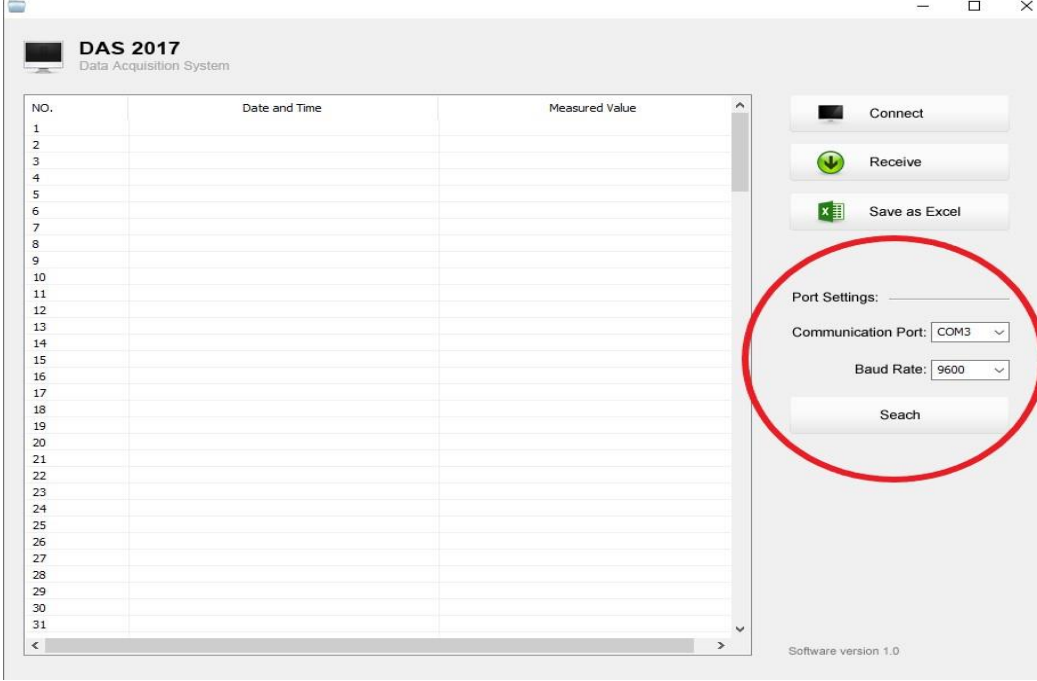 DAS 2017
Data Acquisition System
NO. Date and Time Measured Value
1
2
3
4
5
6
7
8
9
10
11
12
13
14
15
16
17
18
19
20
21
22
23
24
25
26
27
28
29
30
31
Connect
Receive
Save as Excel
Port Settings:
Communication Port: COM3
Baud Rate: 9600
Seach
Software version 1.0